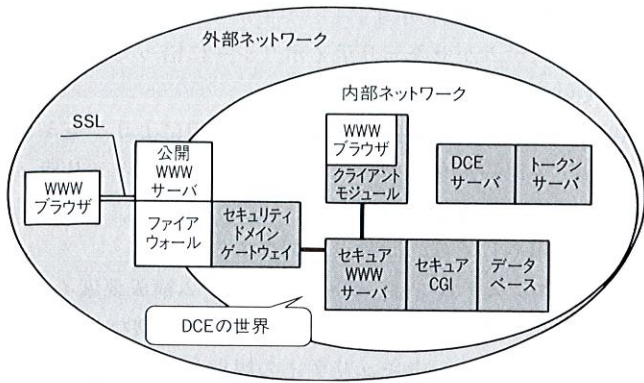 外部ネットワーク
内部ネットワーク
SSL
WWW
ブラウザ
公開
WWW
サーバ
ファイア
ウォール
セキュリティ
ドメイン
ゲートウェイ
WWW
ブラウザ
クライアント
モジュール
DCE
サーバ
トークン
サーバ
セキュア
WWW
サーバ
セキュア
CGI
データ
ベース
DCEの世界